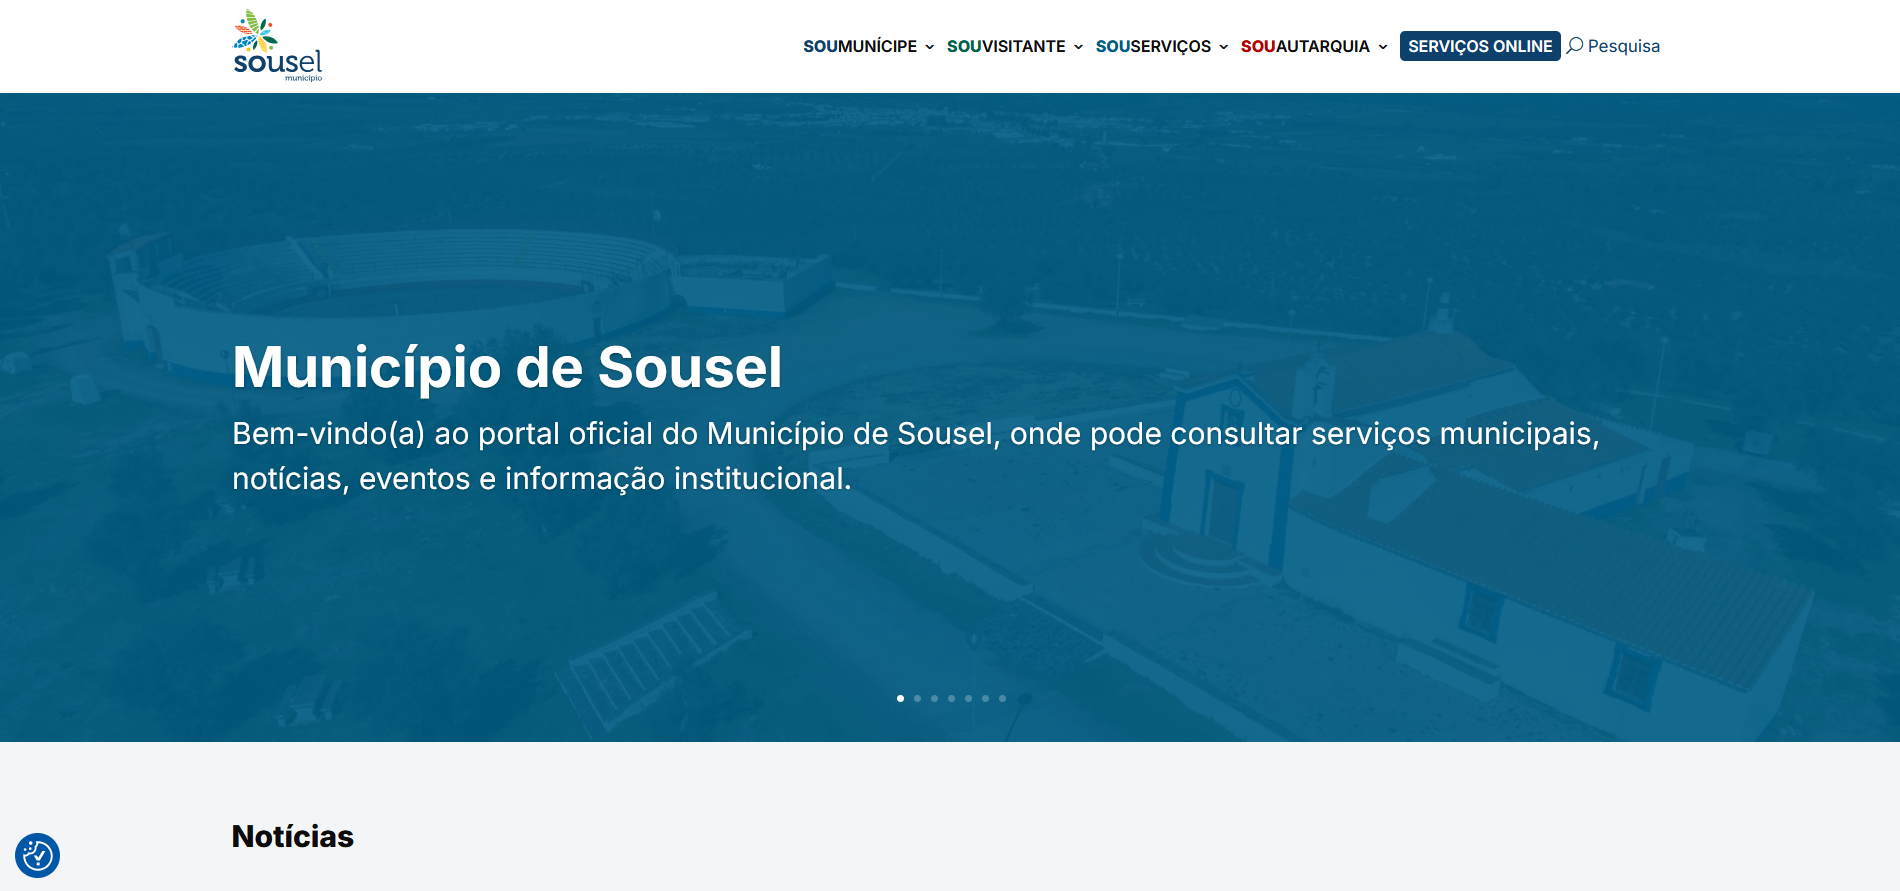 sousel
município
SOUMUNÍCIPE
SOUVISITANTE
SOUSERVIÇOS
SOUAUTARQUIA
SERVIÇOS ONLINE
Pesquisa
Município de Sousel
Bem-vindo(a) ao portal oficial do Município de Sousel, onde pode consultar serviços municipais,
notícias, eventos e informação institucional.
Notícias